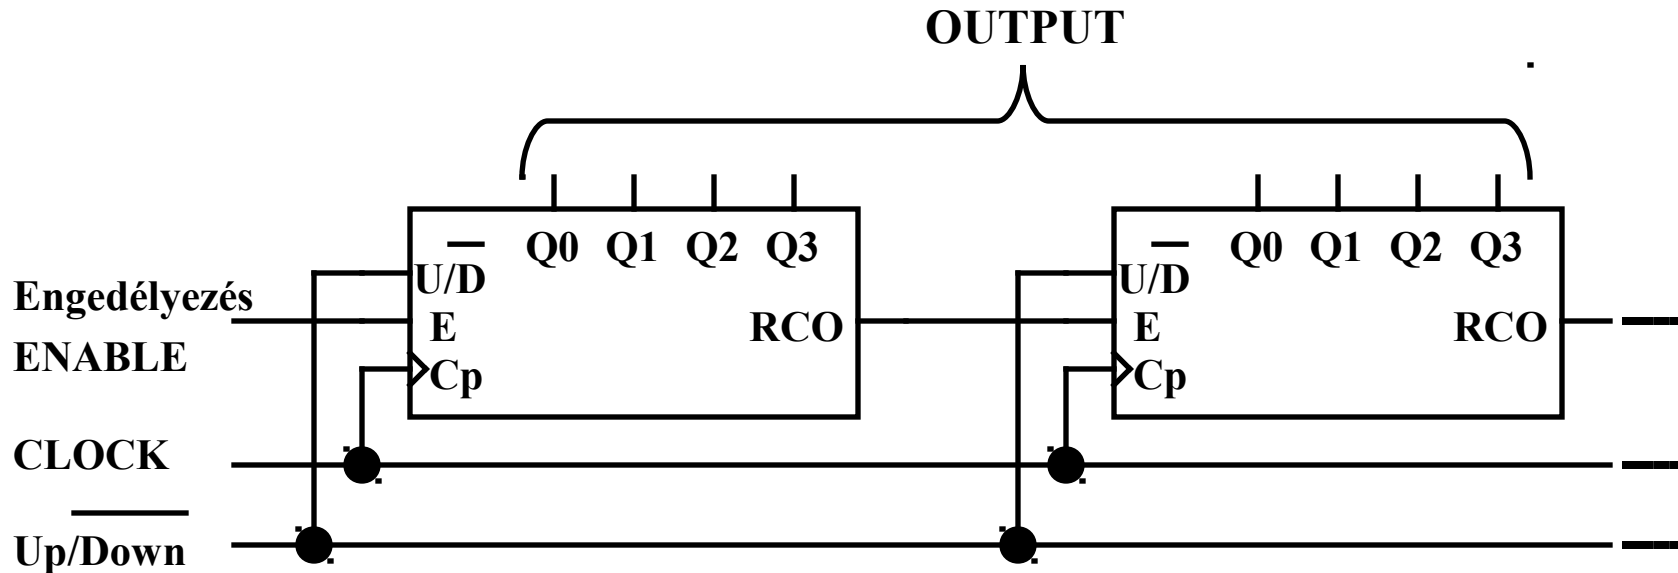 OUTPUT
Q0 Q1 Q2 Q3
U/D
E RCO
Cp
Q0 Q1 Q2 Q3
U/D
E RCO
Cp
Engedélyezés
ENABLE
CLOCK
Up/Down